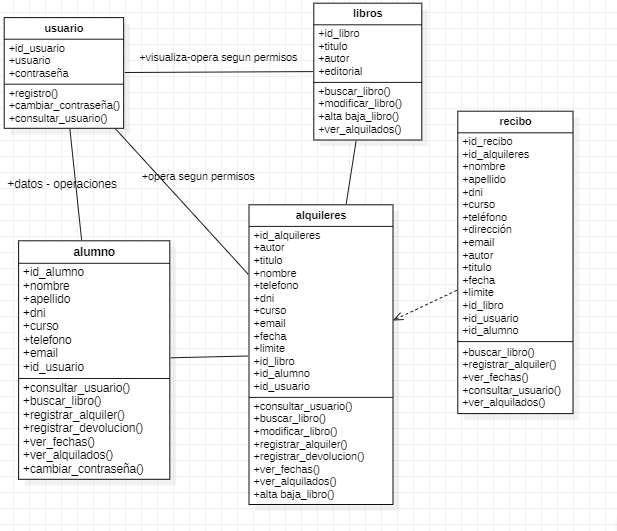 usuario
+id_usuario
+usuario
+contraseña
+registro()
+cambiar_contraseña()
+consultar_usuario()
+visualiza-opera segun permisos
libros
+id_libro
+titulo
+autor
+editorial
+buscar_libro()
+modificar_libro()
+alta baja_libro()
+ver_alquilados()
+datos - operaciones
+opera segun permisos
alumno
+id_alumno
+nombre
+apellido
+dni
+curso
+telefono
+email
+id_usuario
+consultar_usuario()
+buscar_libro()
+registrar_alquiler()
+registrar_devolucion()
+ver_fechas()
+ver_alquilados()
+cambiar_contraseña()
alquileres
+id_alquileres
+autor
+titulo
+nombre
+telefono
+dni
+curso
+email
+fecha
+limite
+id_libro
+id_alumno
+id_usuario
+consultar_usuario()
+buscar_libro()
+modificar_libro()
+registrar_alquiler()
+registrar_devolucion()
+ver_fechas()
+ver_alquilados()
+alta baja_libro()
recibo
+id_recibo
+id_alquileres
+nombre
+apellido
+dni
+curso
+teléfono
+dirección
+email
+autor
+titulo
+fecha
+limite
+id_libro
+id_usuario
+id_alumno
+buscar_libro()
+registrar_alquiler()
+ver_fechas()
+consultar_usuario()
+ver_alquilados()